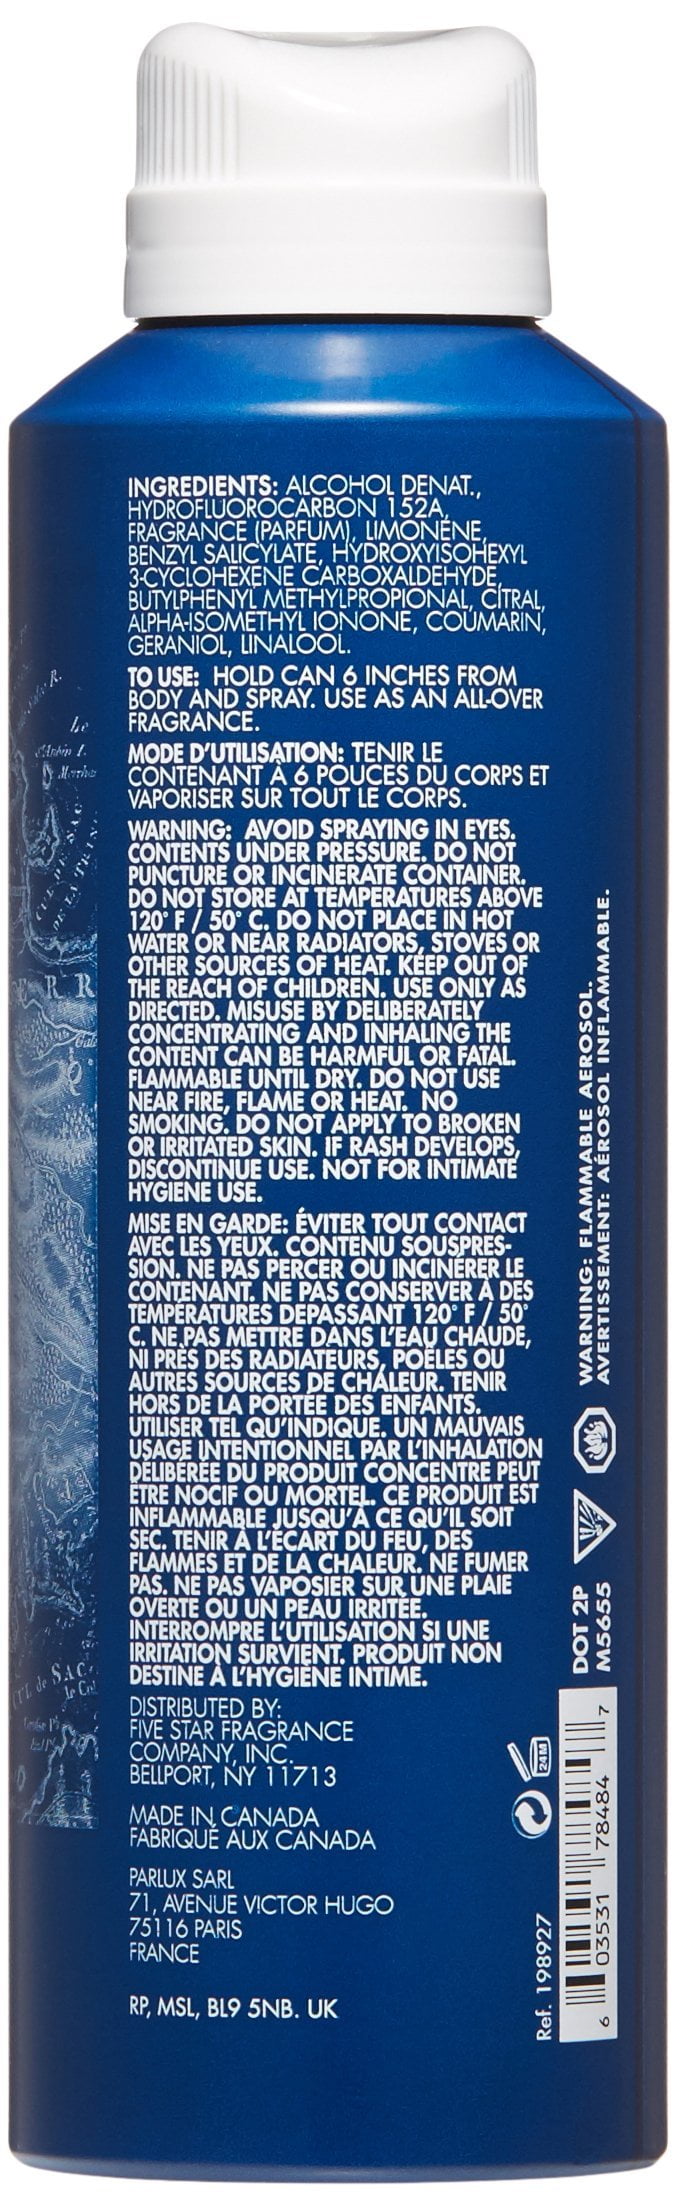 INGREDIENTS: ALCOHOL DENAT.,
HYDROFLUOROCARBON 152A,
FRAGRANCE (PARFUM), LIMONENE,
BENZYL SALICYLATE, HYDROXYISOHEXYL
3-CYCLOHEXENE CARBOXALDEHYDE,
BUTYLPHENYL METHYLPROPIONAL, CITRAL,
ALPHA-ISOMETHYL IONONE, COUMARIN,
GERANIOL, LINALOOL.
TO USE: HOLD CAN 6 INCHES FROM
BODY AND SPRAY. USE AS AN ALL-OVER
FRAGRANCE.
MODE D'UTILISATION: TENIR LE
CONTENANT À 6 POUCES DU CORPS ET
VAPORISER SUR TOUT LE CORPS.
WARNING: AVOID SPRAYING IN EYES.
CONTENTS UNDER PRESSURE. DO NOT
PUNCTURE OR INCINERATE CONTAINER.
DO NOT STORE AT TEMPERATURES ABOVE
120° F / 50° C. DO NOT PLACE IN HOT
WATER OR NEAR RADIATORS, STOVES OR
OTHER SOURCES OF HEAT. KEEP OUT OF
THE REACH OF CHILDREN. USE ONLY AS
DIRECTED. MISUSE BY DELIBERATELY
CONCENTRATING AND INHALING THE
CONTENT CAN BE HARMFUL OR FATAL.
FLAMMABLE UNTIL DRY. DO NOT USE
NEAR FIRE, FLAME OR HEAT. NO
SMOKING. DO NOT APPLY TO BROKEN
OR IRRITATED SKIN. IF RASH DEVELOPS,
DISCONTINUE USE. NOT FOR INTIMATE
HYGIENE USE.
MISE EN GARDE: ÉVITER TOUT CONTACT
AVEC LES YEUX. CONTENU SOUSPRES-
SION. NE PAS PERCER OU INCINÉRER LE
CONTENANT. NE PAS CONSERVER À DES
TEMPÉRATURES DEPASSANT 120° F / 50°
C. NE PAS METTRE DANS L'EAU CHAUDE,
NI PRÈS DES RADIATEURS, POÊLES OU
AUTRES SOURCES DE CHALEUR. TENIR
HORS DE LA PORTÉE DES ENFANTS.
UTILISER TEL QU'INDIQUE. UN MAUVAIS
USAGE INTENTIONNEL PAR L'INHALATION
DÉLIBÉRÉE DU PRODUIT CONCENTRE PEUT
ÊTRE NOCIF OU MORTEL. CE PRODUIT EST
INFLAMMABLE JUSQU'À CE QU'IL SOIT
SEC. TENIR À L'ÉCART DU FEU, DES
FLAMMES ET DE LA CHALEUR. NE FUMER
PAS. NE PAS VAPOSIER SUR UNE PLAIE
OVERTE OU UN PEAU IRRITÉE.
INTERROMPRE L'UTILISATION SI UNE
IRRITATION SURVIENT. PRODUIT NON
DESTINÉ À L'HYGIÈNE INTIME.
DISTRIBUTED BY:
FIVE STAR FRAGRANCE
COMPANY, INC.
BELLPORT, NY 11713
MADE IN CANADA
FABRIQUÉ AUX CANADA
PARLUX SARL
71, AVENUE VICTOR HUGO
75116 PARIS
FRANCE
RP, MSL, BL9 5NB. UK
WARNING: FLAMMABLE AEROSOL.
AVERTISSEMENT: AÉROSOL INFLAMMABLE.
DOT 2P
M5655
24M
Ref. 198927
6 03531 78484 7
CUL DE SAC
DE LA TRINI
ERR
CUL de SAC